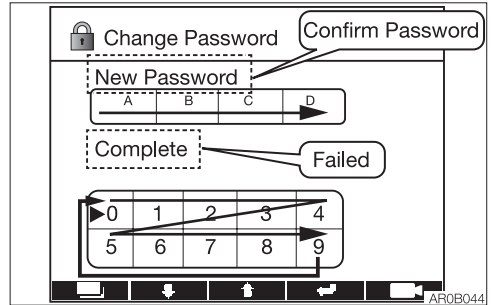 Change Password
Confirm Password
New Password
A B C D
Complete
Failed
0 1 2 3 4
5 6 7 8 9
AR0B044